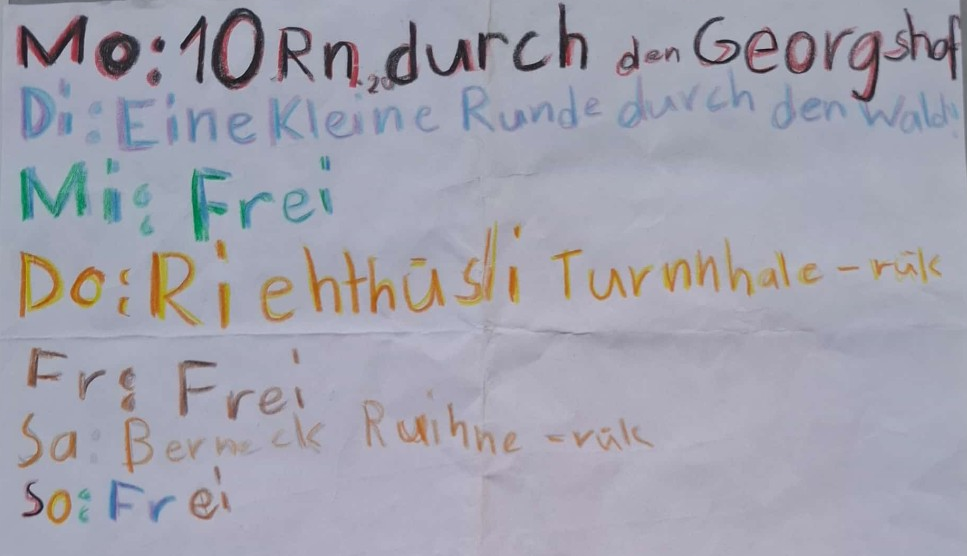 Mo: 10 Rn. durch den Georgshof
Di: Eine Kleine Runde durch den Wald!
Mi: Frei
Do: Riehthüsli Turnhhale - rük
Fr: Frei
Sa: Berneck Ruihne - rük
So: Frei